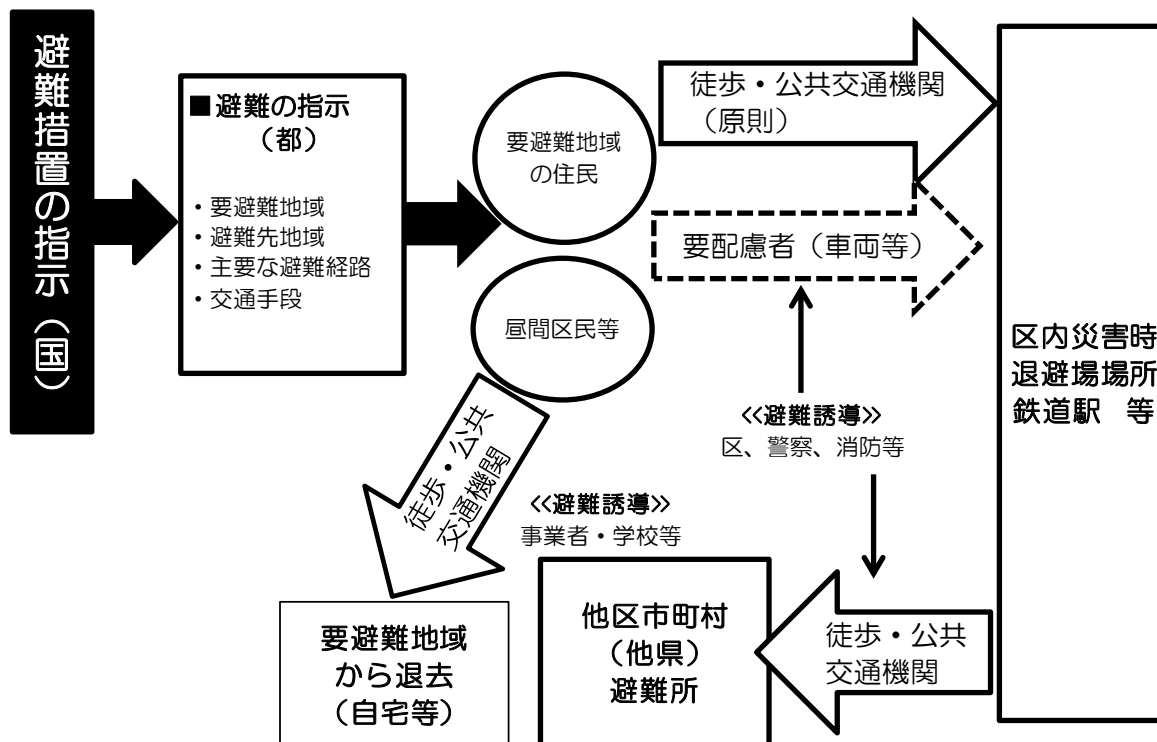 避難措置の指示(国)
■避難の指示
(都)
・要避難地域
・避難先地域
・主要な避難経路
・交通手段
要避難地域
の住民
昼間区民等
徒歩・公共交通機関
(原則)
要配慮者(車両等)
区内災害時
退避場場所
鉄道駅 等
≪避難誘導≫
区、警察、消防等
徒歩・公共
交通機関
≪避難誘導≫
事業者・学校等
要避難地域
から退去
(自宅等)
他区市町村
(他県)
避難所
徒歩・公共
交通機関